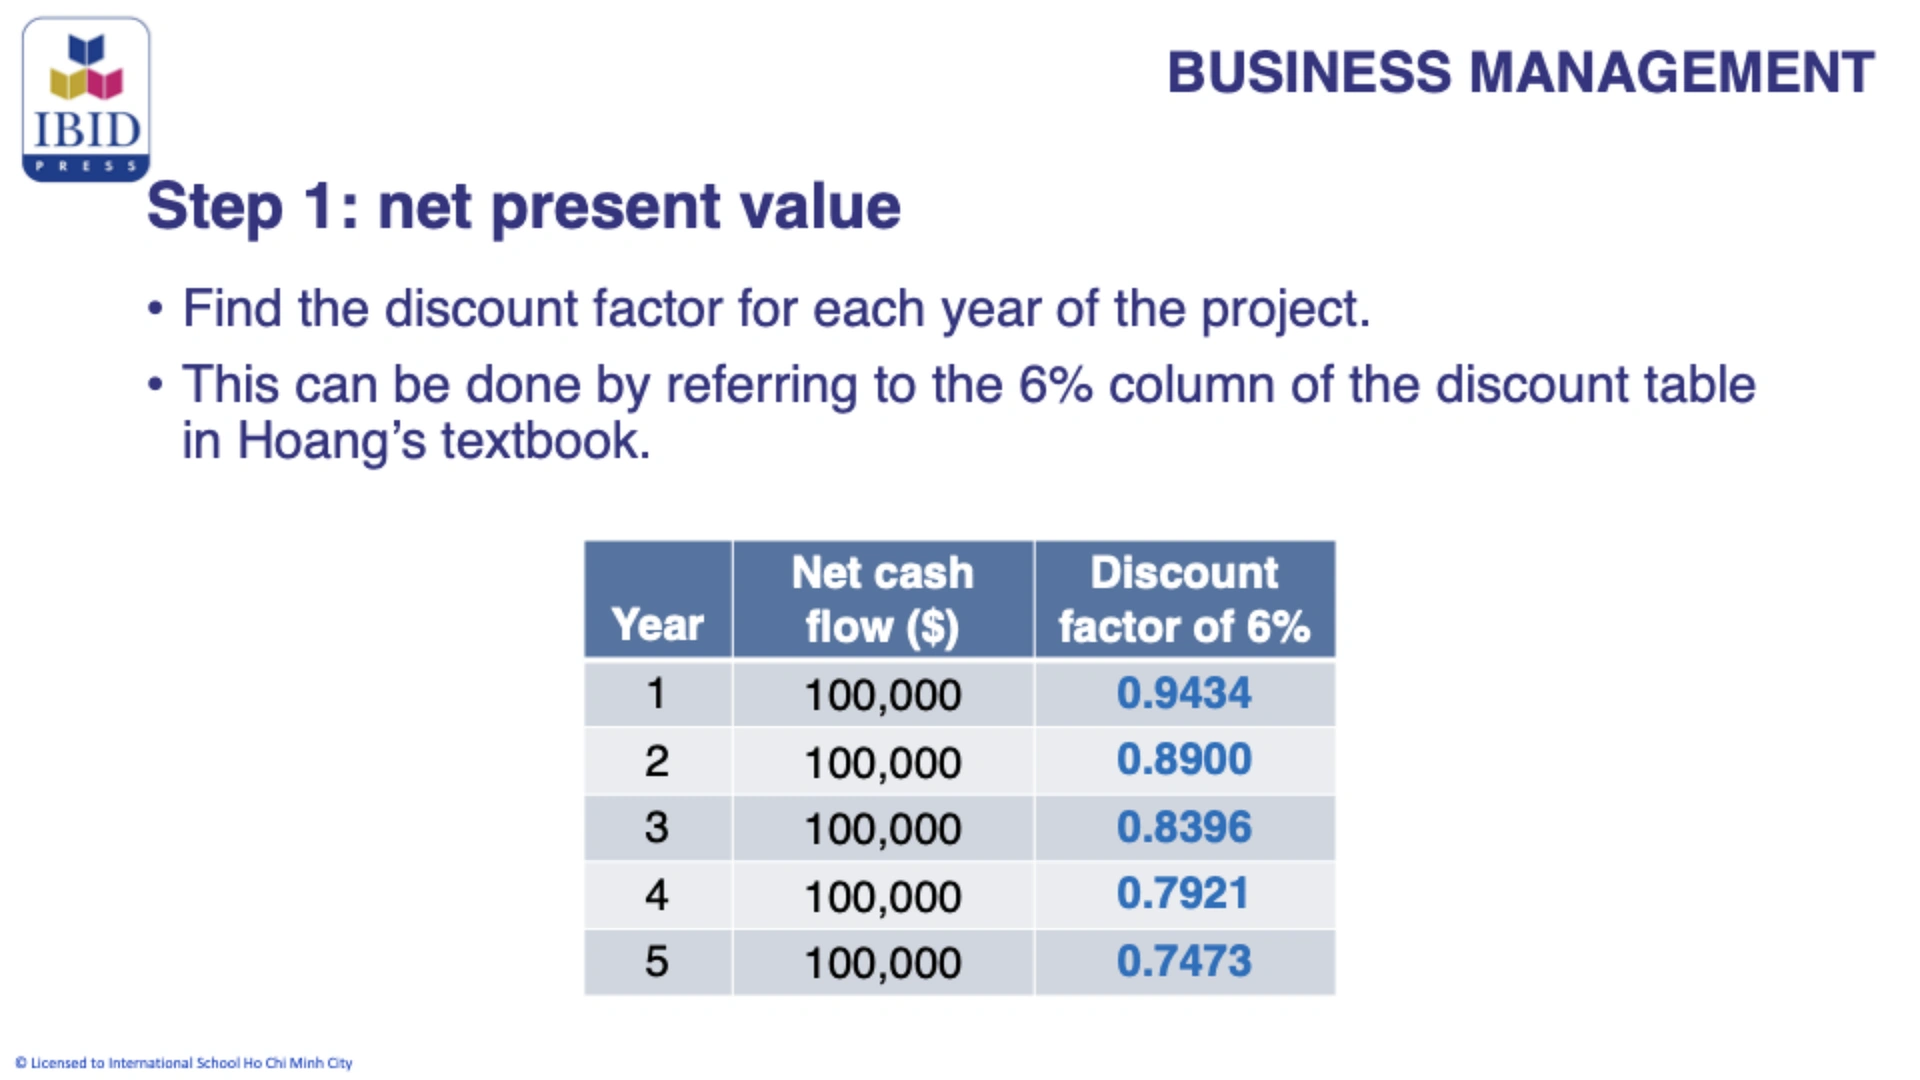 IBID
PRESS
BUSINESS MANAGEMENT
Step 1: net present value
• Find the discount factor for each year of the project.
• This can be done by referring to the 6% column of the discount table
in Hoang’s textbook.
Year Net cash flow ($) Discount factor of 6%
1 100,000 0.9434
2 100,000 0.8900
3 100,000 0.8396
4 100,000 0.7921
5 100,000 0.7473
© Licensed to International School Ho Chi Minh City